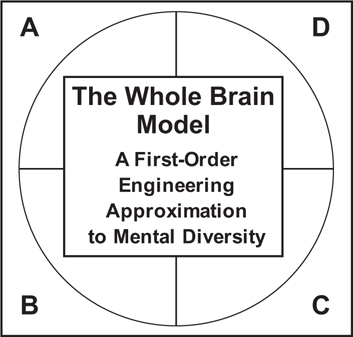 A
D
The Whole Brain
Model
A First-Order
Engineering
Approximation
to Mental Diversity
B
C